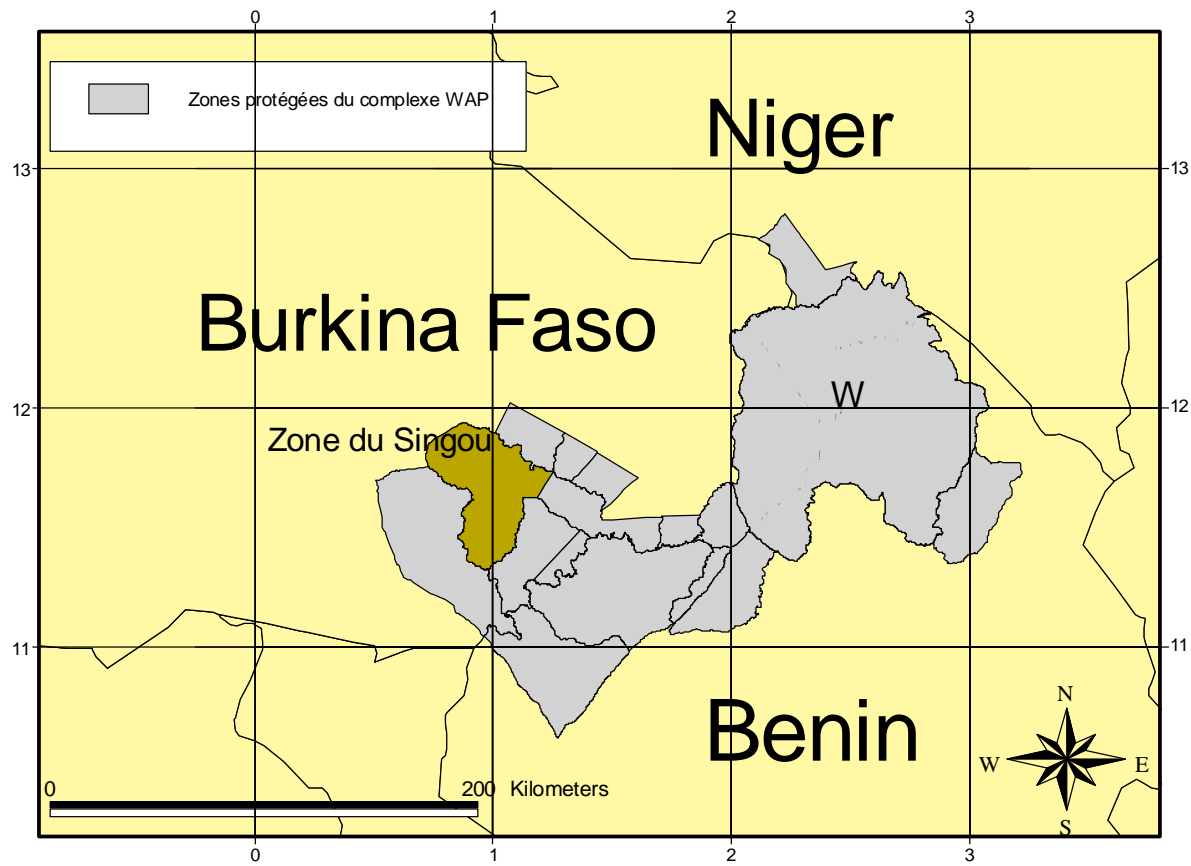 0 1 2 3
Zones protégées du complexe WAP
Niger
13 13
Burkina Faso
W
12 12
Zone du Singou
11 11
Benin
N
W E
S
0 200 Kilometers
0 1 2 3